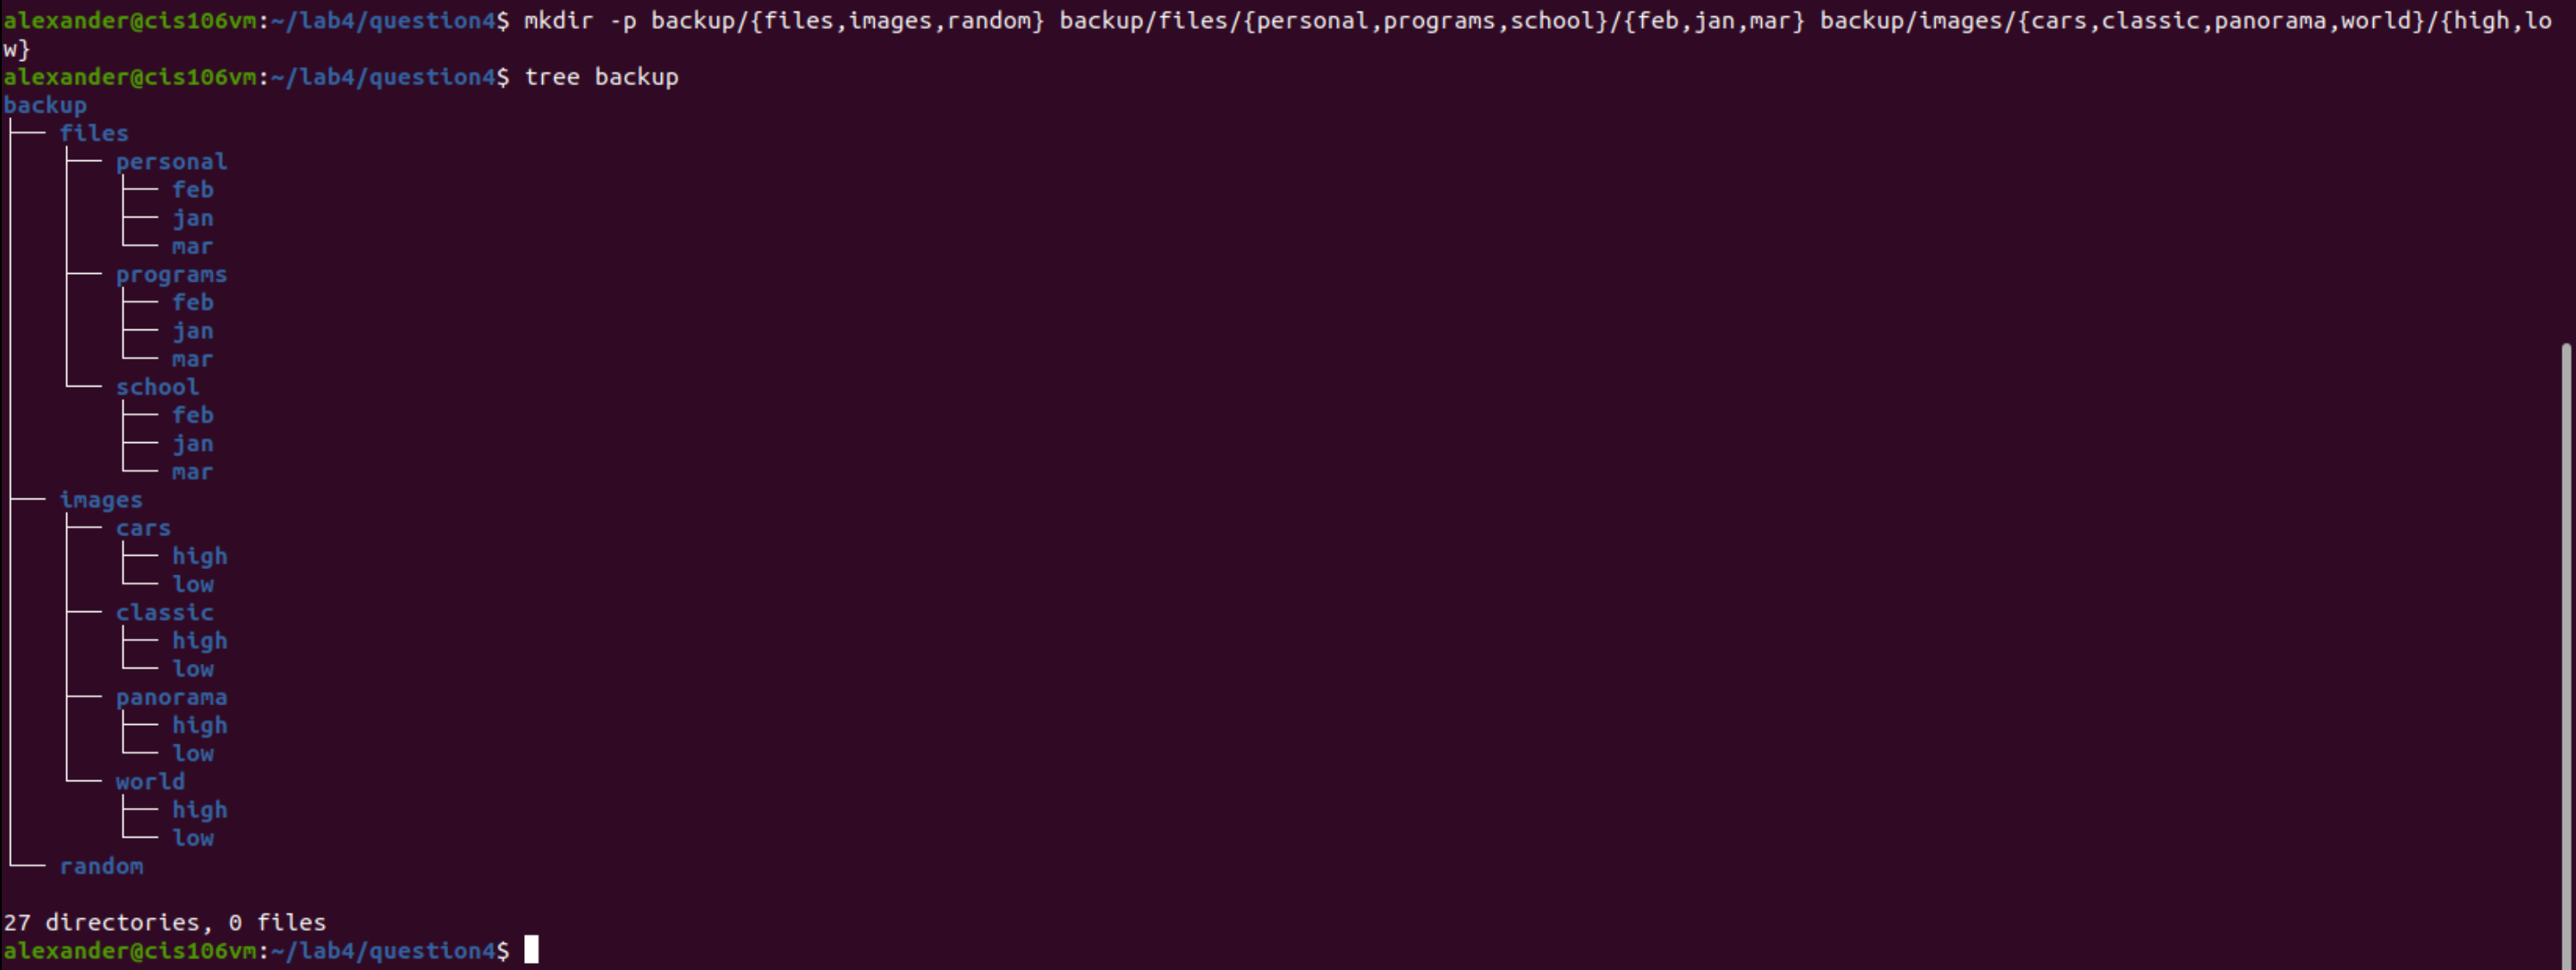 alexander@cis106vm:~/lab4/question4$ mkdir -p backup/{files,images,random} backup/files/{personal,programs,school}/{feb,jan,mar} backup/images/{cars,classic,panorama,world}/{high,lo
w}
alexander@cis106vm:~/lab4/question4$ tree backup
backup
├── files
│   ├── personal
│   │   ├── feb
│   │   ├── jan
│   │   └── mar
│   ├── programs
│   │   ├── feb
│   │   ├── jan
│   │   └── mar
│   └── school
│       ├── feb
│       ├── jan
│       └── mar
├── images
│   ├── cars
│   │   ├── high
│   │   └── low
│   ├── classic
│   │   ├── high
│   │   └── low
│   ├── panorama
│   │   ├── high
│   │   └── low
│   └── world
│       ├── high
│       └── low
└── random
27 directories, 0 files
alexander@cis106vm:~/lab4/question4$